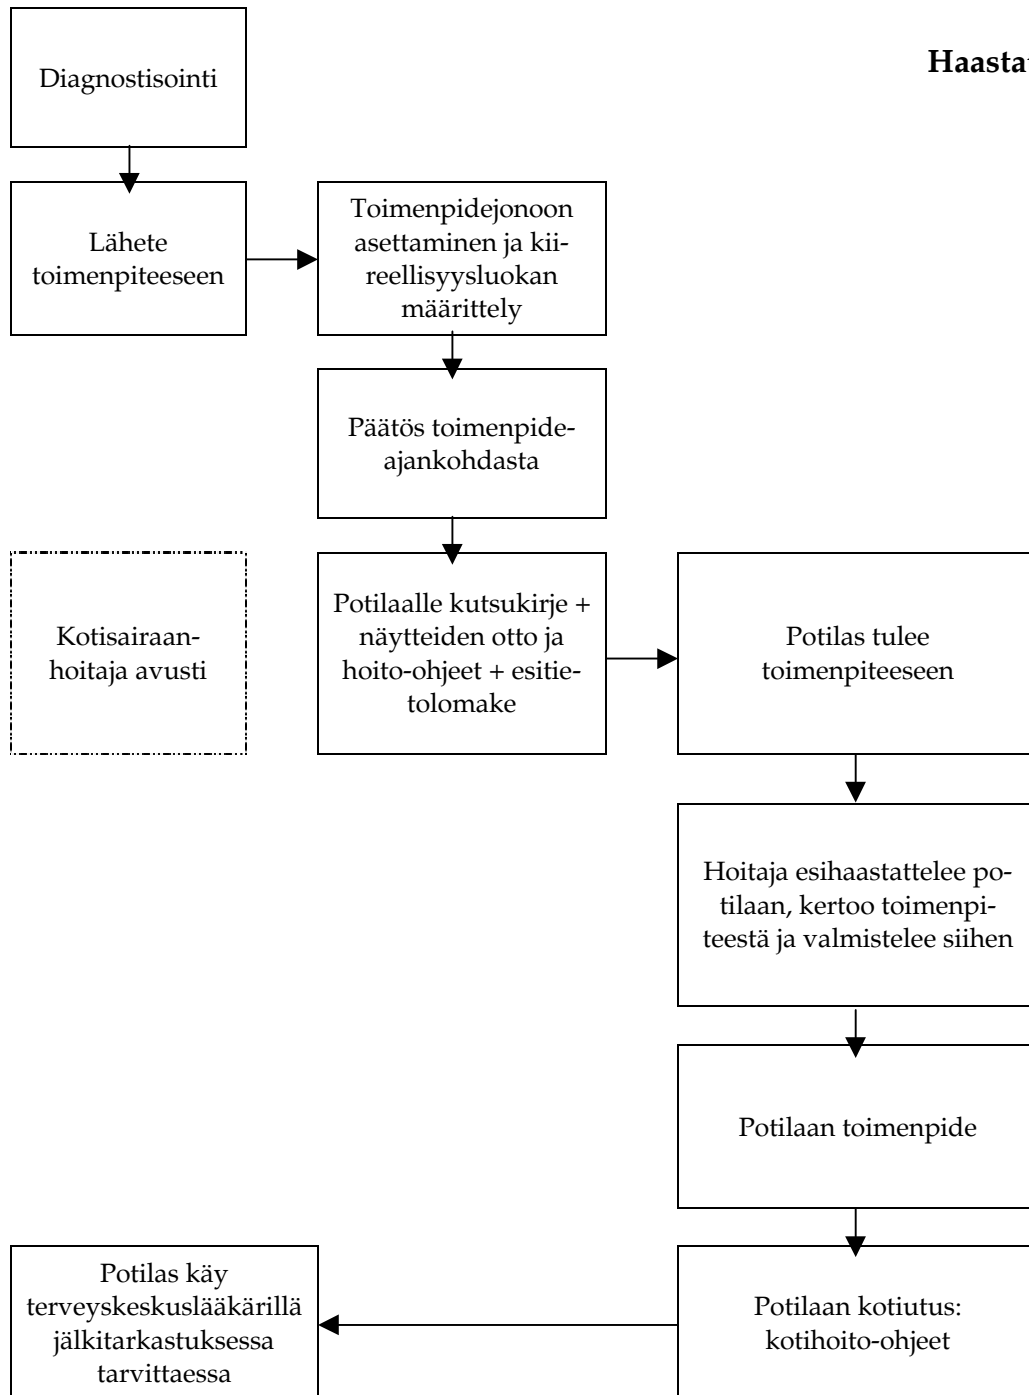 Diagnostisointi
Lähete
toimenpiteeseen
Toimenpidejonoon
asettaminen ja kii-
reellisyysluokan
määrittely
Päätös toimenpide-
ajankohdasta
Kotisairaan-
hoitaja avusti
Potilaalle kutsukirje +
näytteiden otto ja
hoito-ohjeet + esitie-
tolomake
Potilas tulee
toimenpiteeseen
Hoitaja esihaastattelee po-
tilaan, kertoo toimenpi-
teestä ja valmistelee siihen
Potilaan toimenpide
Potilaan kotiutus:
kotihoito-ohjeet
Potilas käy
terveyskeskuslääkärillä
jälkitarkastuksessa
tarvittaessa